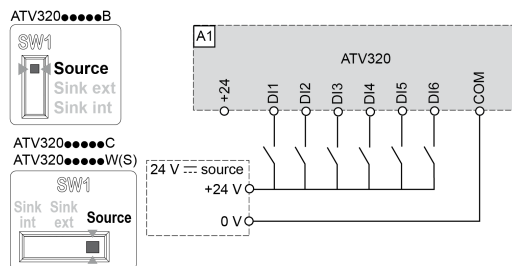 ATV320●●●●●B
SW1
Source
Sink ext
Sink int
ATV320●●●●●C
ATV320●●●●●W(S)
SW1
Sink int
Sink ext
Source
A1
ATV320
+24
DI1
DI2
DI3
DI4
DI5
DI6
COM
24 V ⎓ source
+24 V
0 V